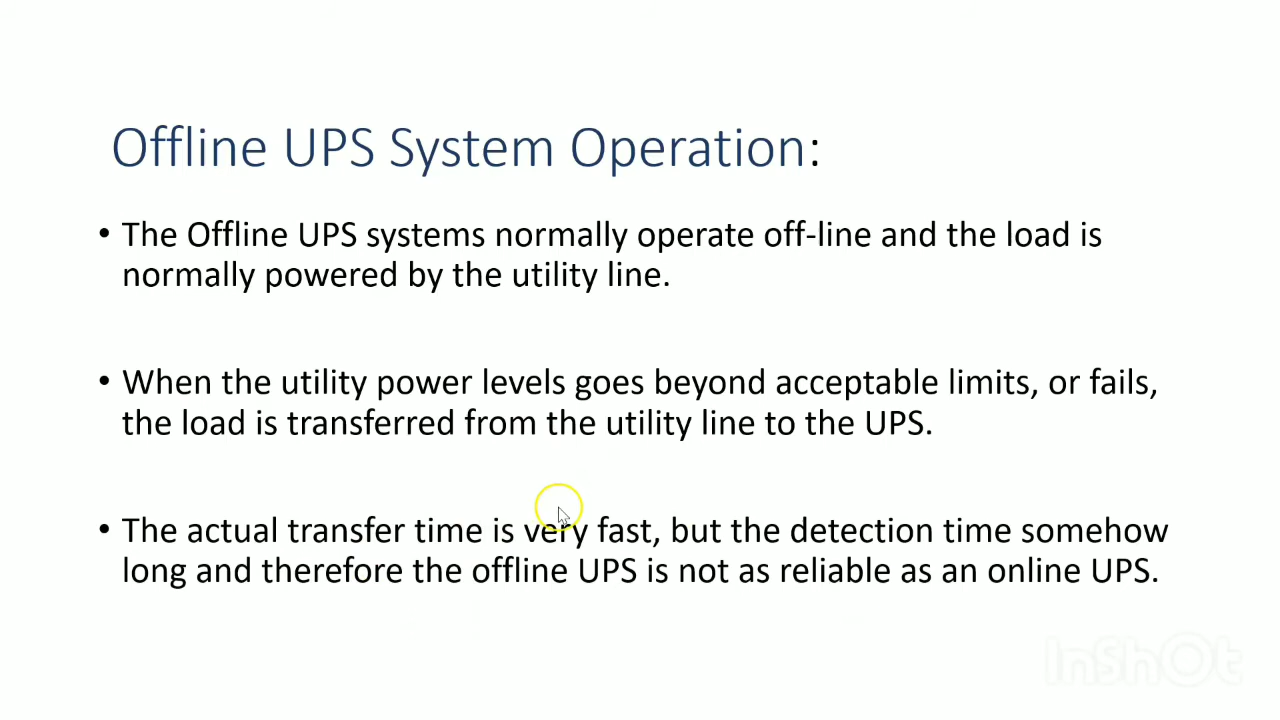 Offline UPS System Operation:
• The Offline UPS systems normally operate off-line and the load is
normally powered by the utility line.
• When the utility power levels goes beyond acceptable limits, or fails,
the load is transferred from the utility line to the UPS.
• The actual transfer time is very fast, but the detection time somehow
long and therefore the offline UPS is not as reliable as an online UPS.
InShOt